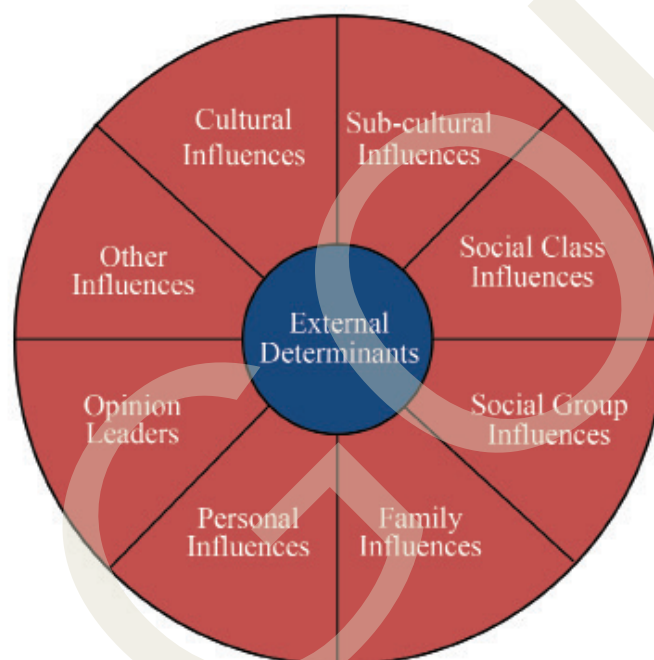 Cultural
Influences
Sub-cultural
Influences
Social Class
Influences
Social Group
Influences
Family
Influences
Personal
Influences
Opinion
Leaders
Other
Influences
External
Determinants